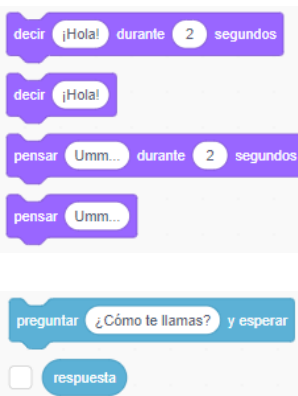 decir ¡Hola! durante 2 segundos
decir ¡Hola!
pensar Umm... durante 2 segundos
pensar Umm...
preguntar ¿Cómo te llamas? y esperar
respuesta